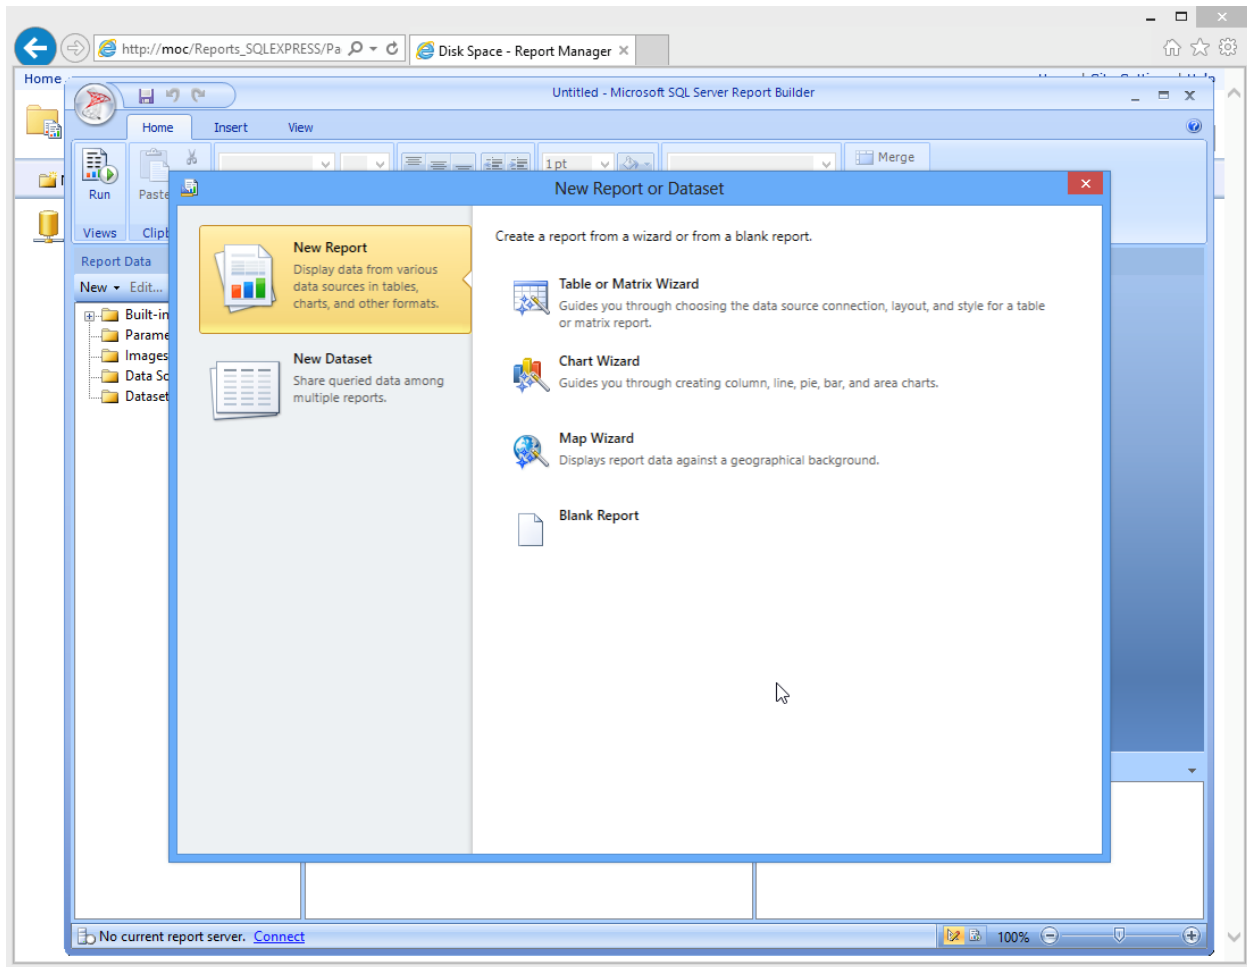 http://moc/Reports_SQLEXPRESS/Pa
Disk Space - Report Manager
Home
Untitled - Microsoft SQL Server Report Builder
Home Insert View
1 pt
Merge
Run
Paste
Views
New Report or Dataset
Report Data
New Edit...
Built-in
Images
Dataset
New Report
Display data from various
data sources in tables,
charts, and other formats.
New Dataset
Share queried data among
multiple reports.
Create a report from a wizard or from a blank report.
Table or Matrix Wizard
Guides you through choosing the data source connection, layout, and style for a table
or matrix report.
Chart Wizard
Guides you through creating column, line, pie, bar, and area charts.
Map Wizard
Displays report data against a geographical background.
Blank Report
No current report server. Connect
100%